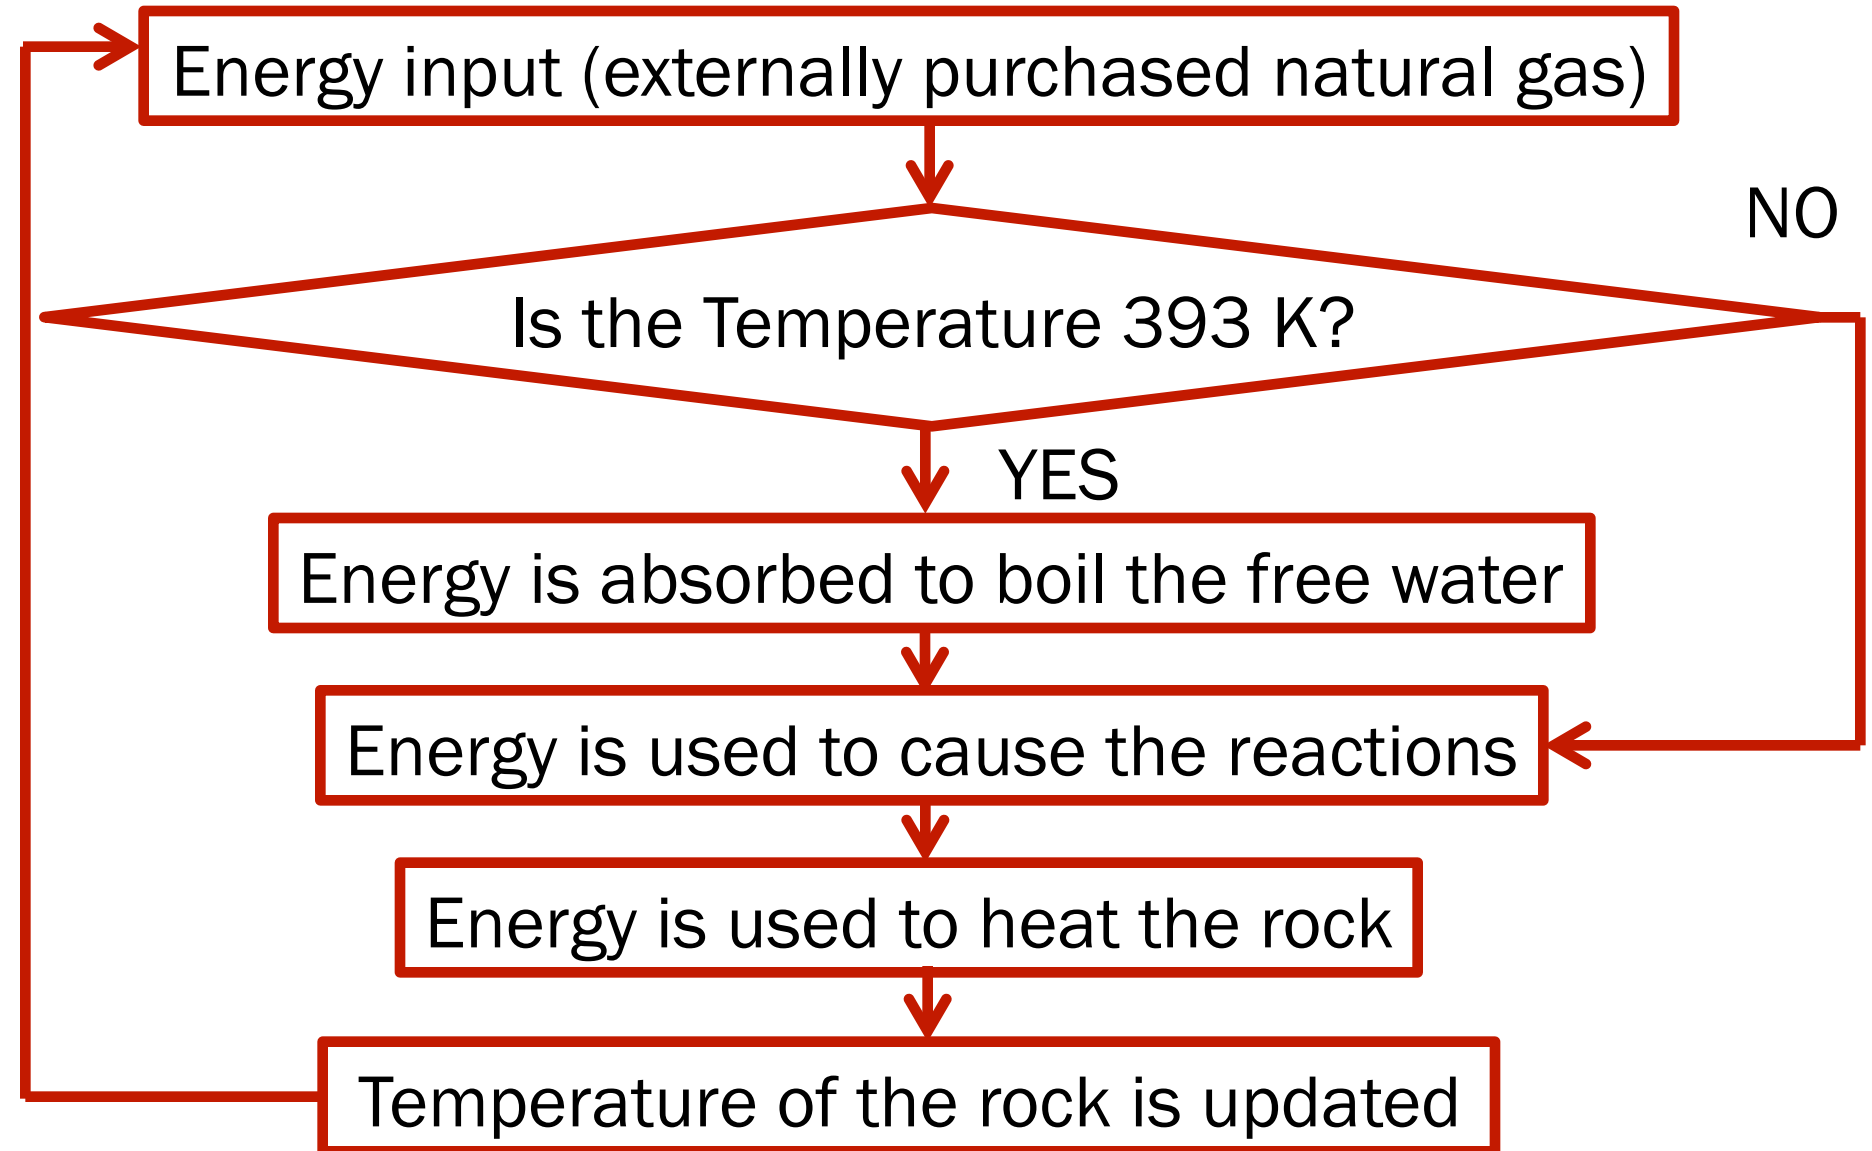 Energy input (externally purchased natural gas)
NO
Is the Temperature 393 K?
YES
Energy is absorbed to boil the free water
Energy is used to cause the reactions
Energy is used to heat the rock
Temperature of the rock is updated